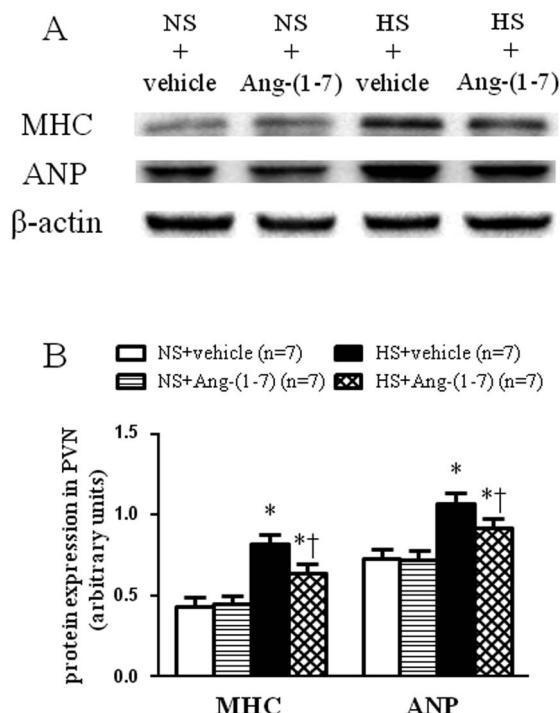 A
NS NS HS HS
+ + + +
vehicle Ang-(1-7) vehicle Ang-(1-7)
MHC
ANP
β-actin
B
NS+vehicle (n=7) HS+vehicle (n=7)
NS+Ang-(1-7) (n=7) HS+Ang-(1-7) (n=7)
protein expression in PVN
(arbitrary units)
1.5
1.0
0.5
0.0
* *† * *†
MHC ANP